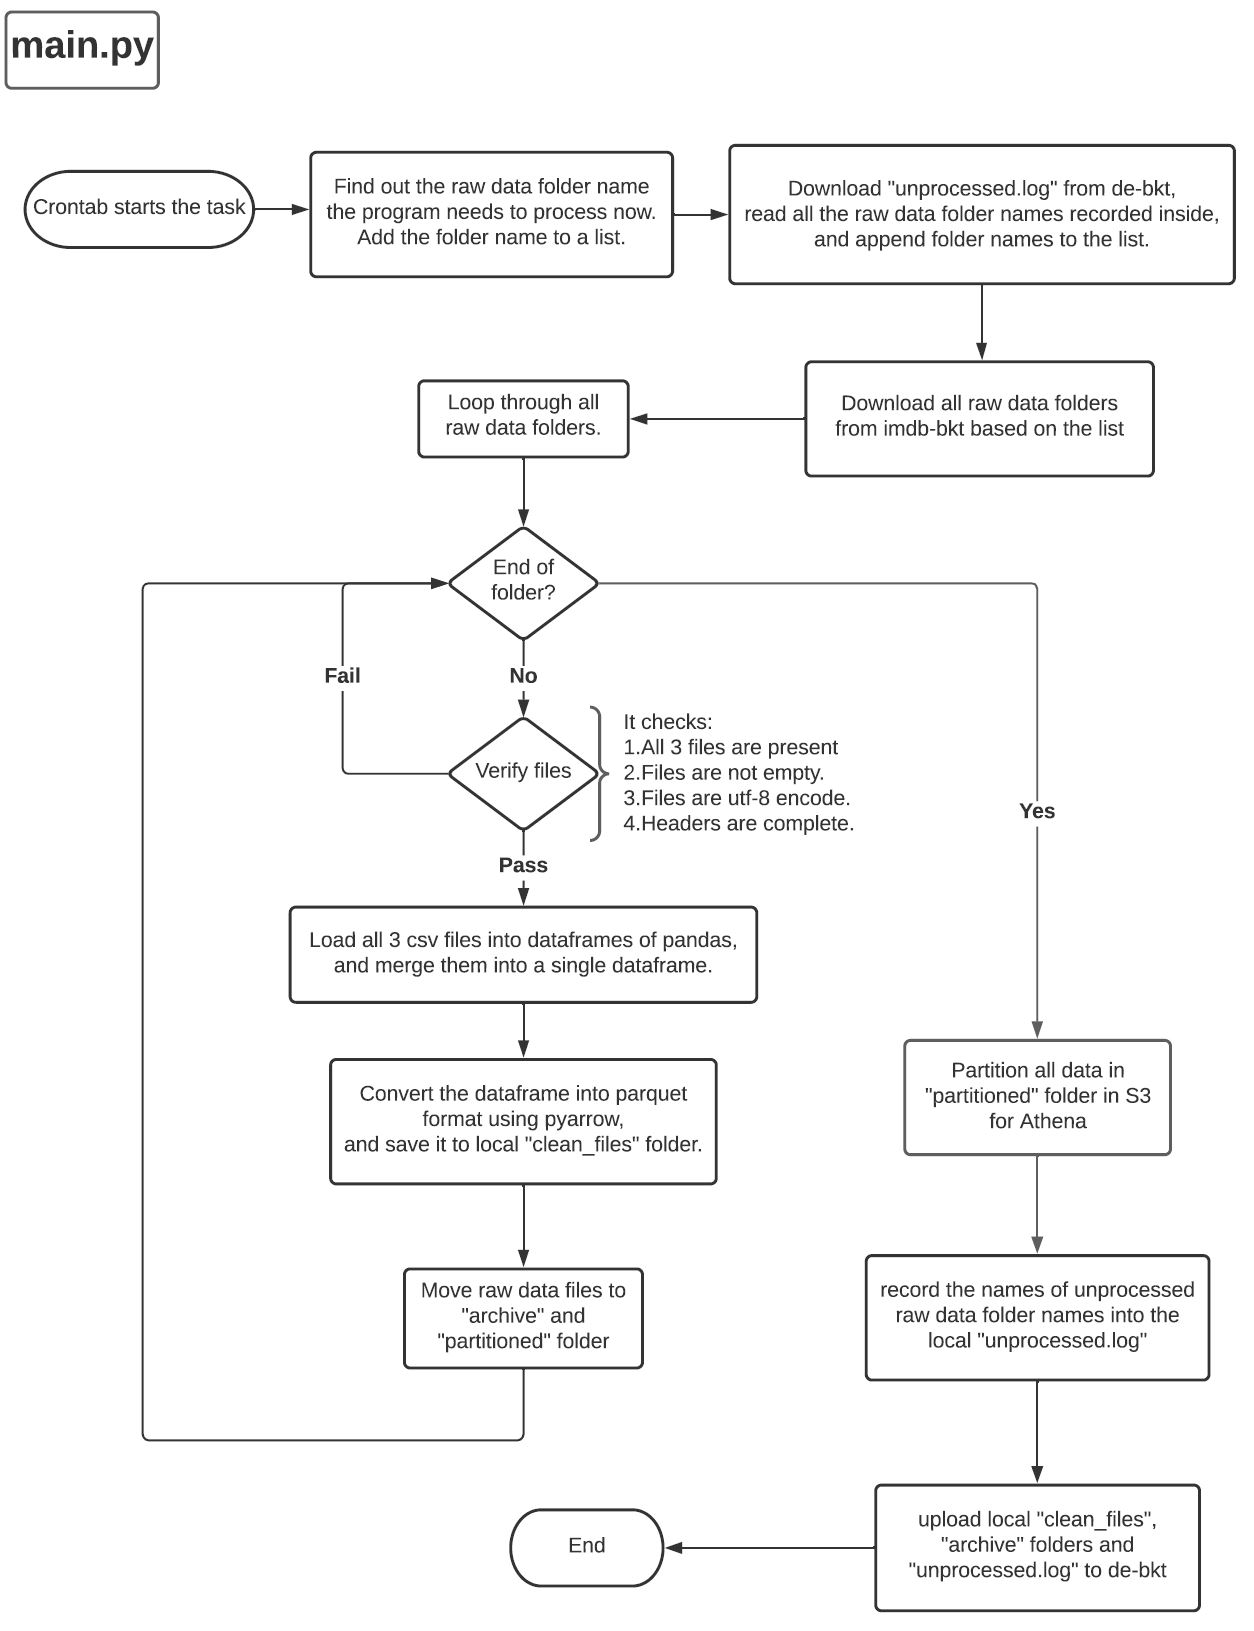 main.py
Crontab starts the task
Find out the raw data folder name
the program needs to process now.
Add the folder name to a list.
Download "unprocessed.log" from de-bkt,
read all the raw data folder names recorded inside,
and append folder names to the list.
Download all raw data folders
from imdb-bkt based on the list
Loop through all
raw data folders.
End of
folder?
Fail
No
Verify files
It checks:
1.All 3 files are present
2.Files are not empty.
3.Files are utf-8 encode.
4.Headers are complete.
Yes
Pass
Load all 3 csv files into dataframes of pandas,
and merge them into a single dataframe.
Convert the dataframe into parquet
format using pyarrow,
and save it to local "clean_files" folder.
Move raw data files to
"archive" and
"partitioned" folder
Partition all data in
"partitioned" folder in S3
for Athena
record the names of unprocessed
raw data folder names into the
local "unprocessed.log"
upload local "clean_files",
"archive" folders and
"unprocessed.log" to de-bkt
End